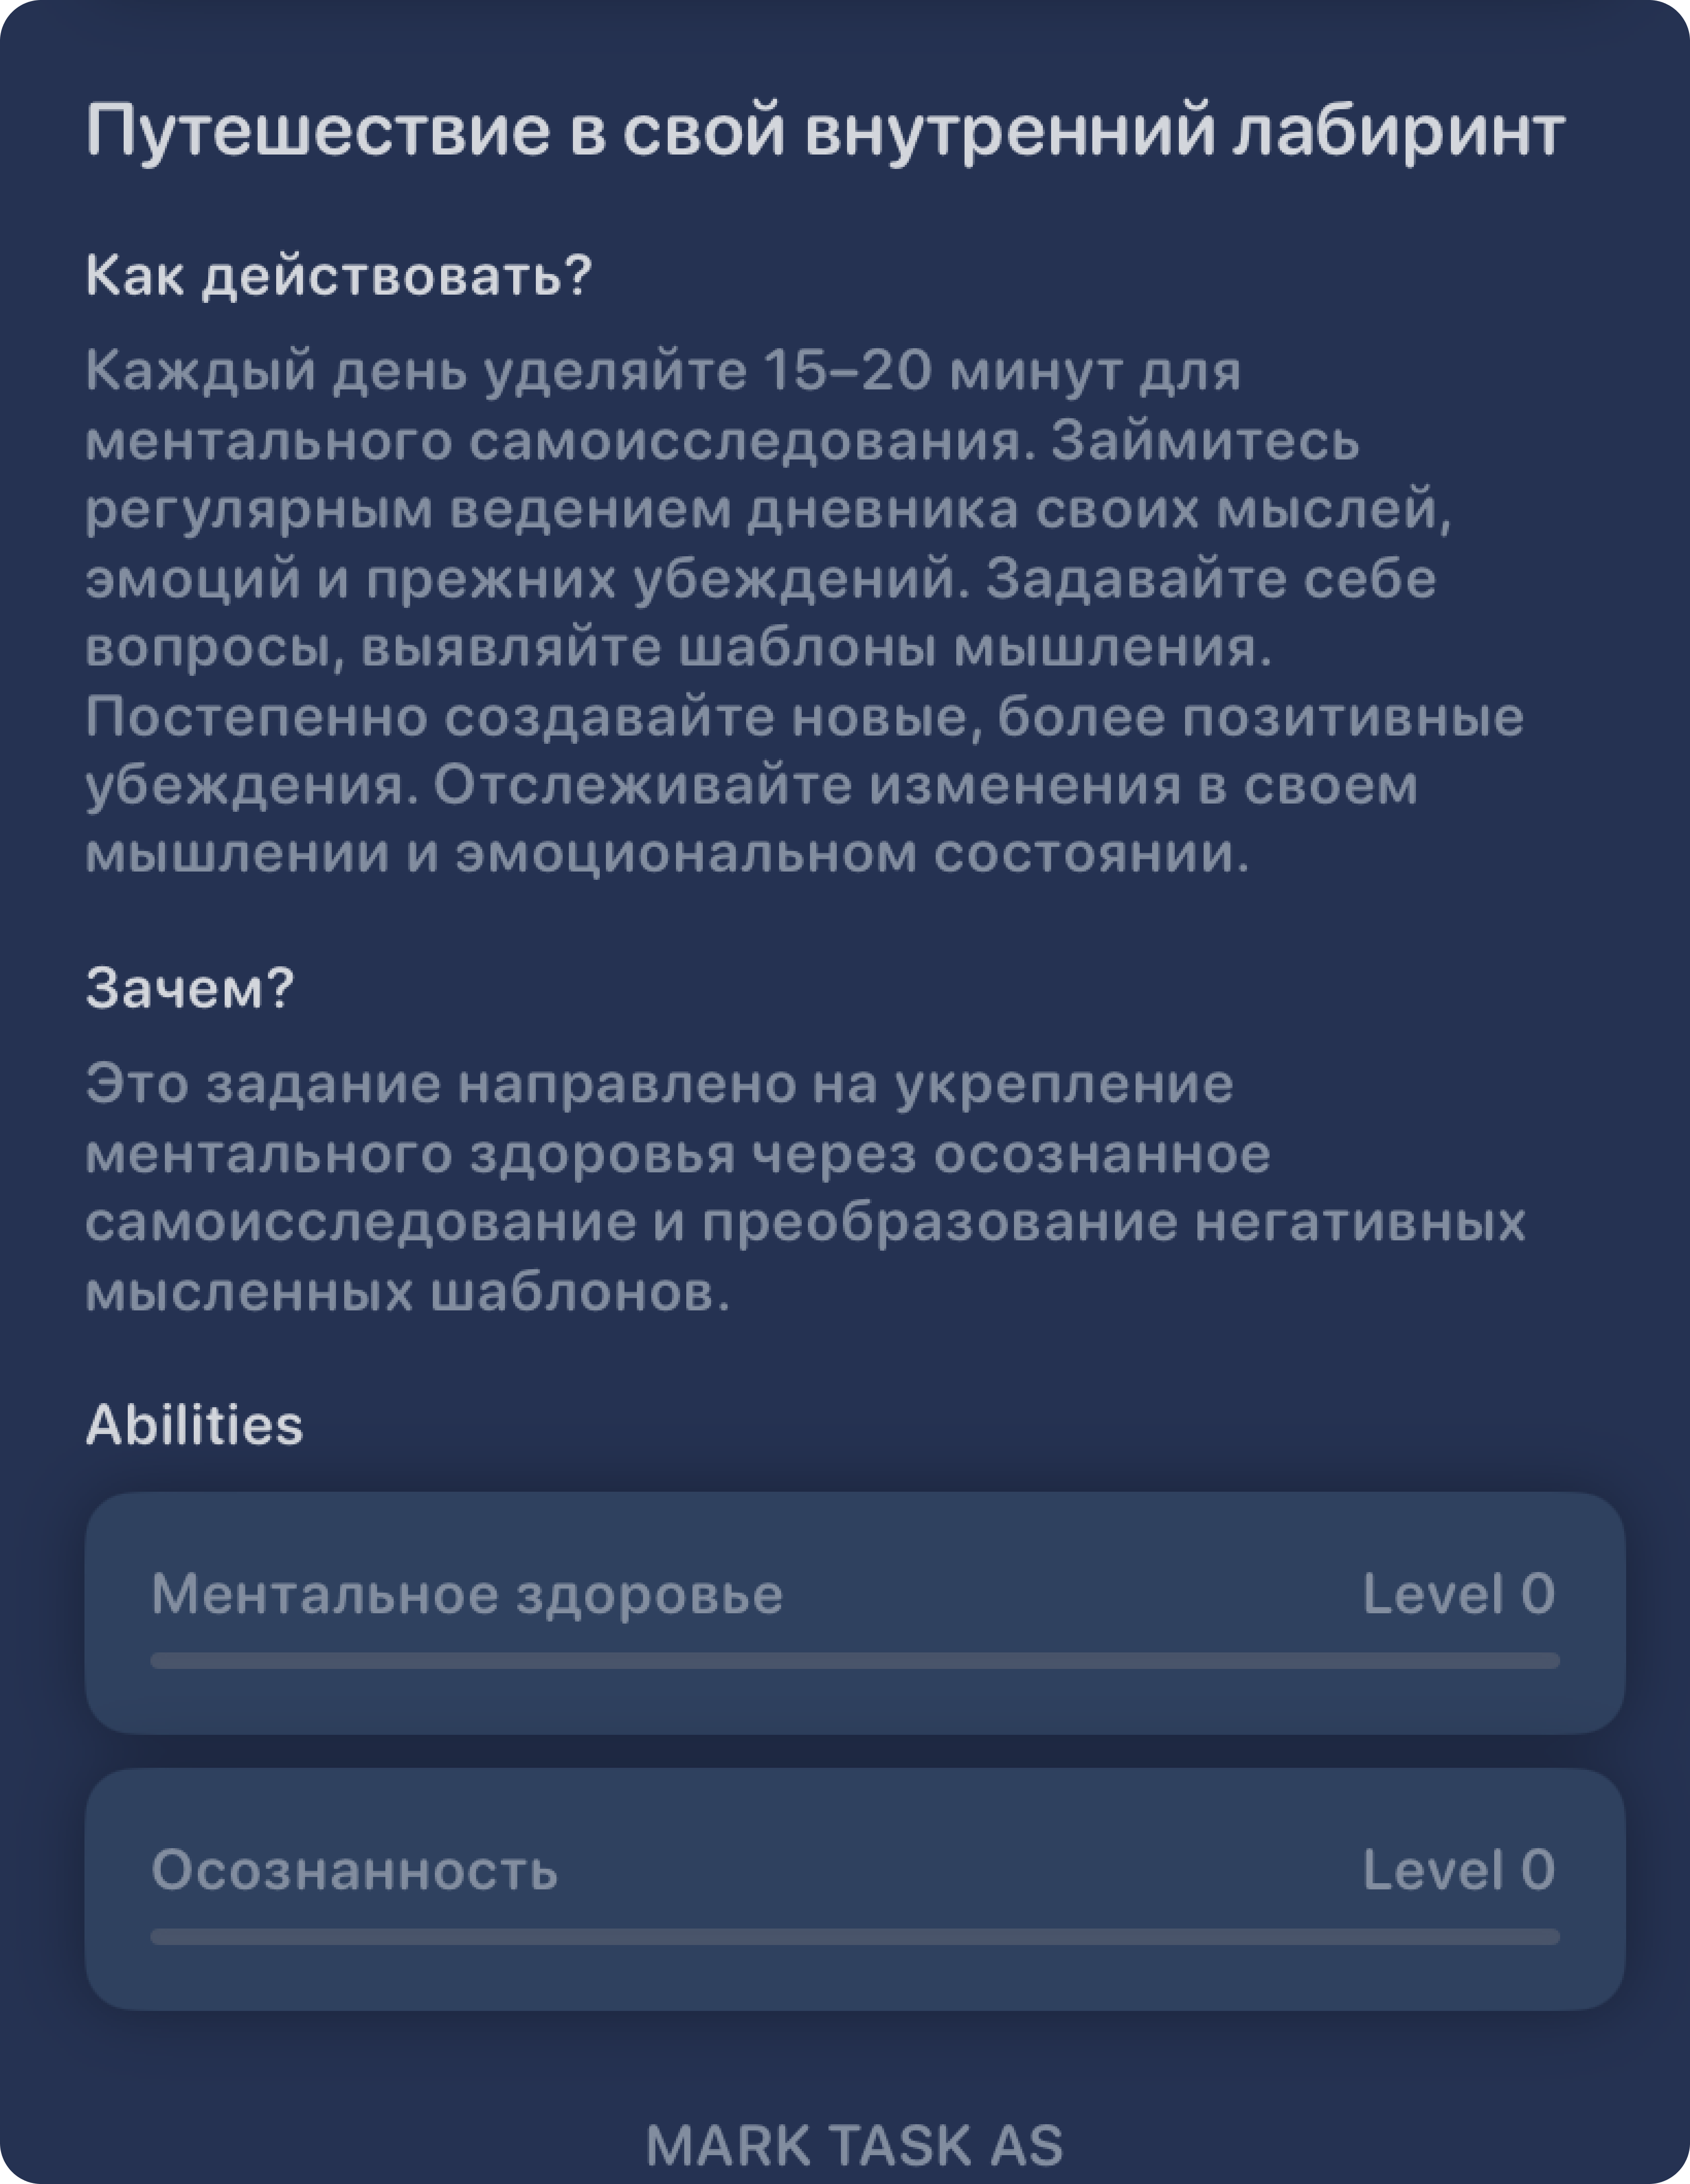 Путешествие в свой внутренний лабиринт
Как действовать?
Каждый день уделяйте 15–20 минут для
ментального самоисследования. Займитесь
регулярным ведением дневника своих мыслей,
эмоций и прежних убеждений. Задавайте себе
вопросы, выявляйте шаблоны мышления.
Постепенно создавайте новые, более позитивные
убеждения. Отслеживайте изменения в своем
мышлении и эмоциональном состоянии.
Зачем?
Это задание направлено на укрепление
ментального здоровья через осознанное
самоисследование и преобразование негативных
мысленных шаблонов.
Abilities
Ментальное здоровье Level 0
Осознанность Level 0
MARK TASK AS